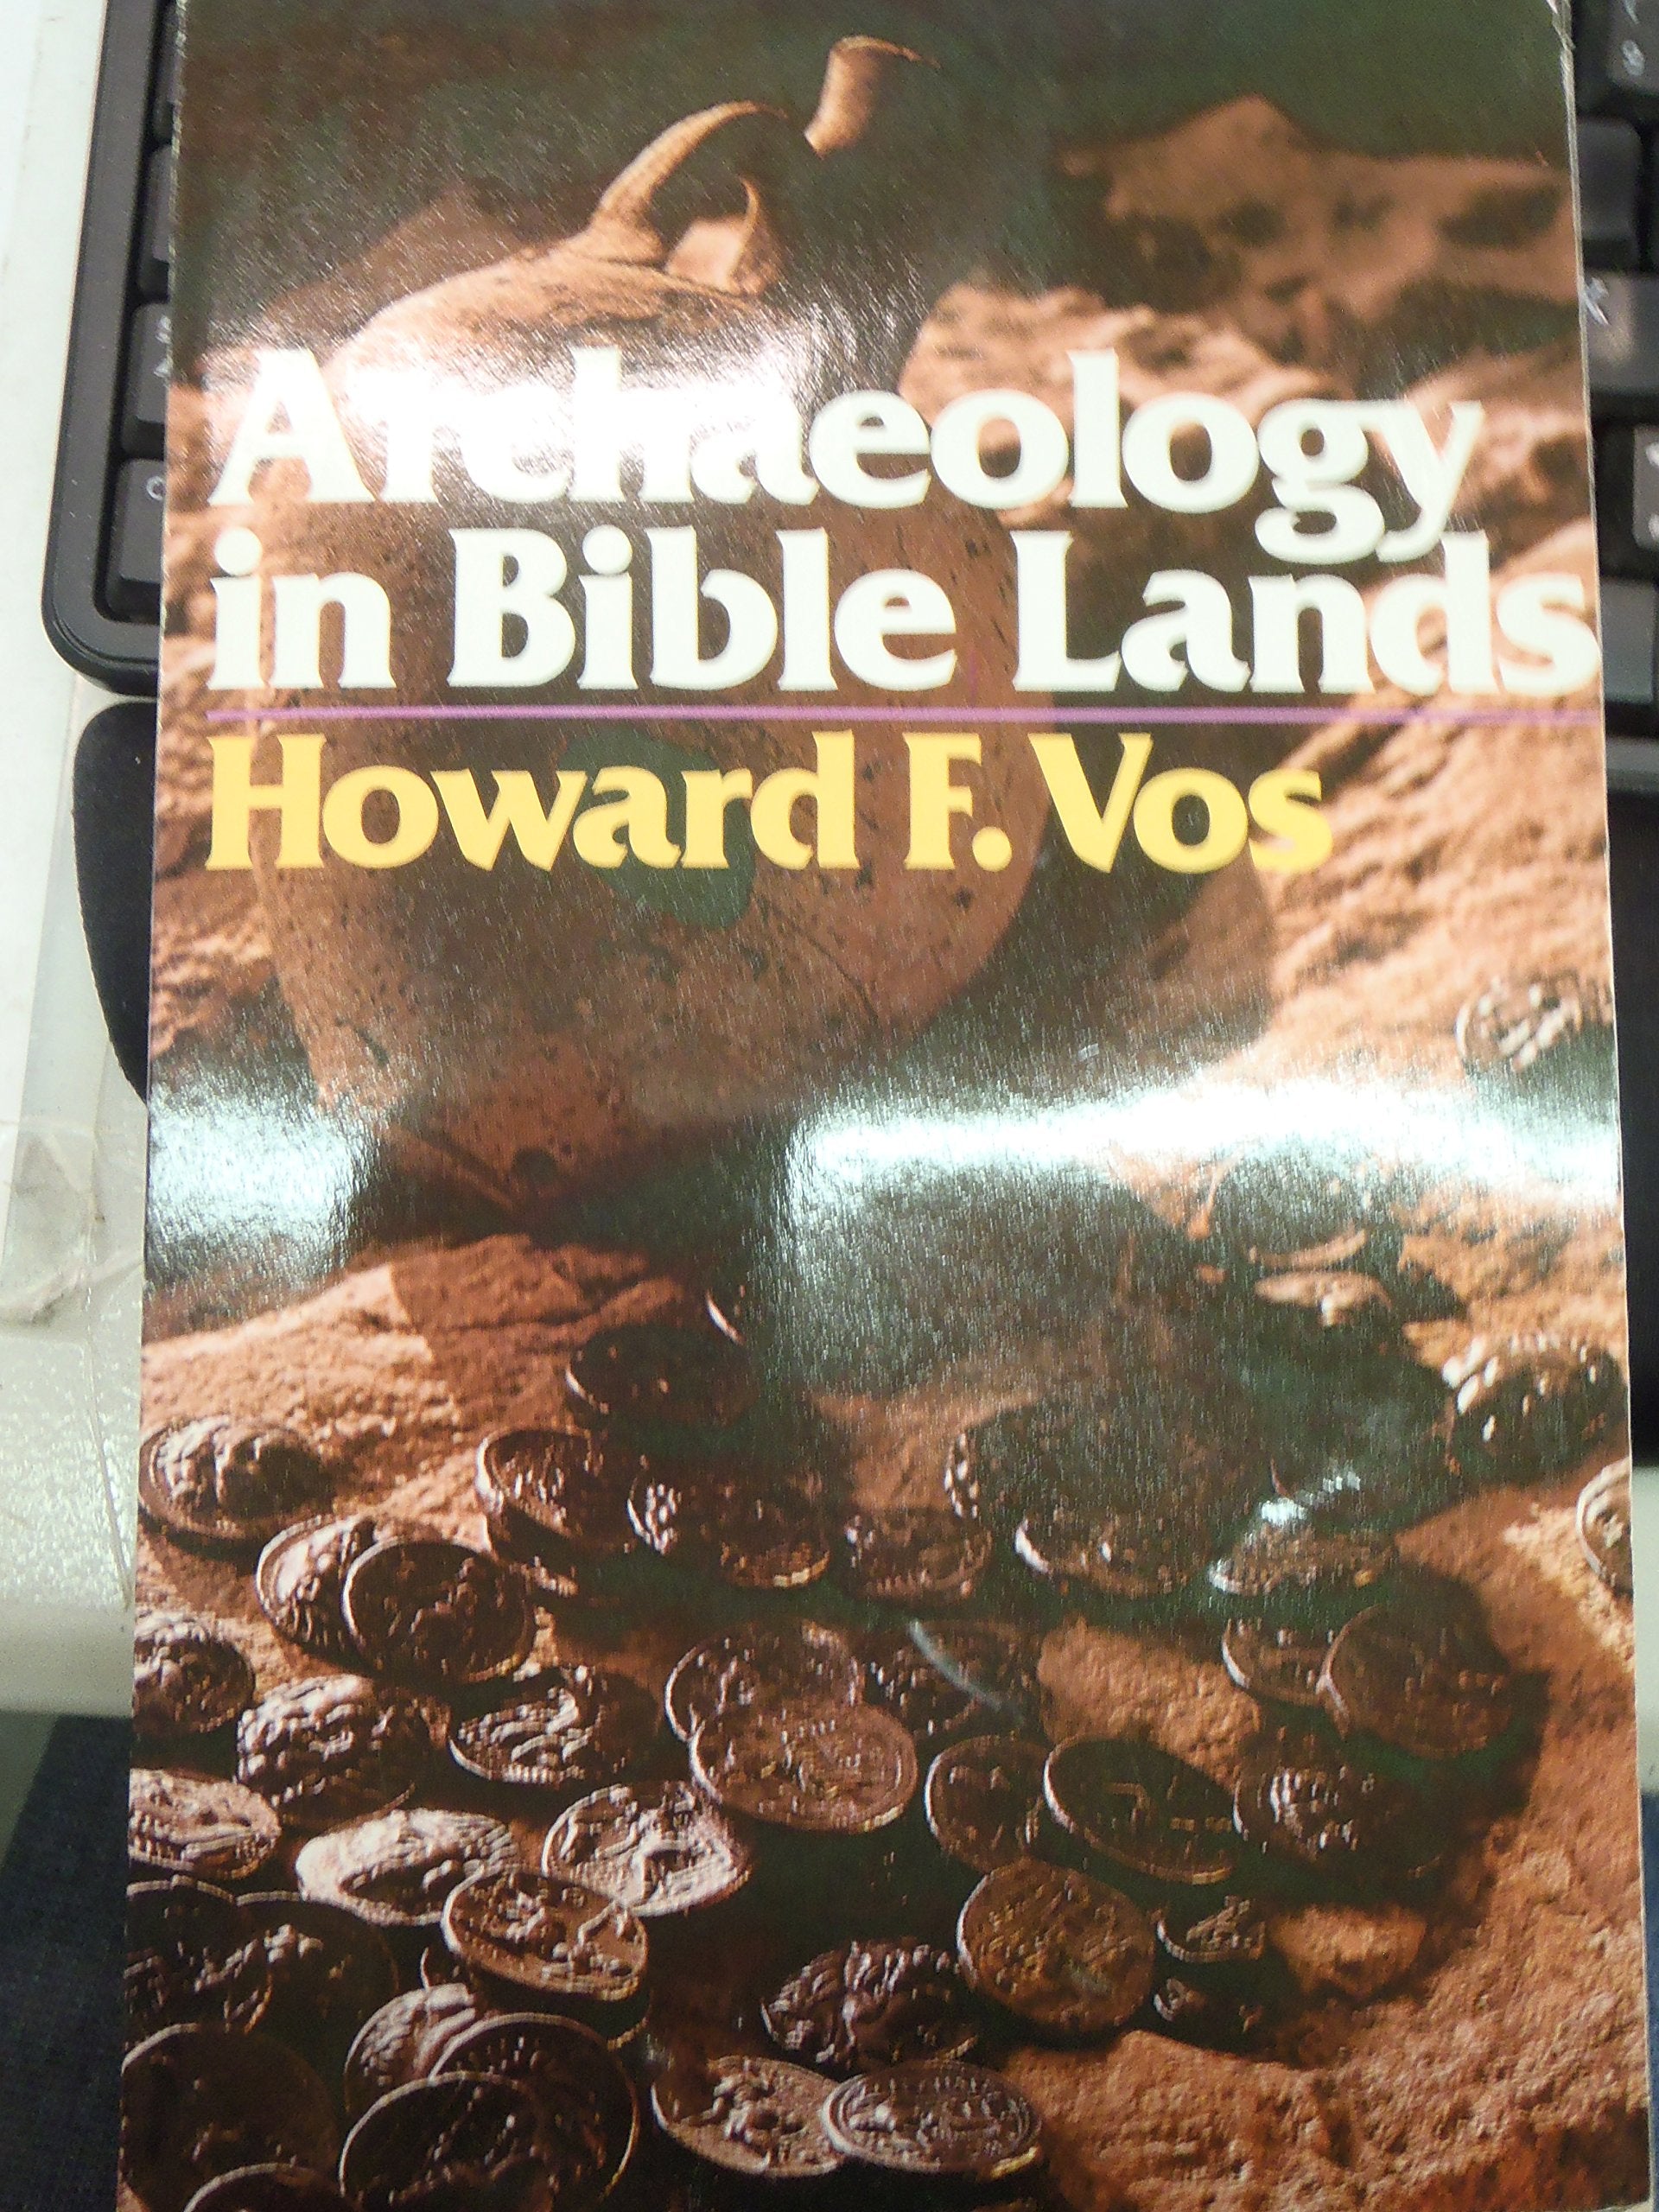 Archaeology
in Bible Lands
Howard F. Vos